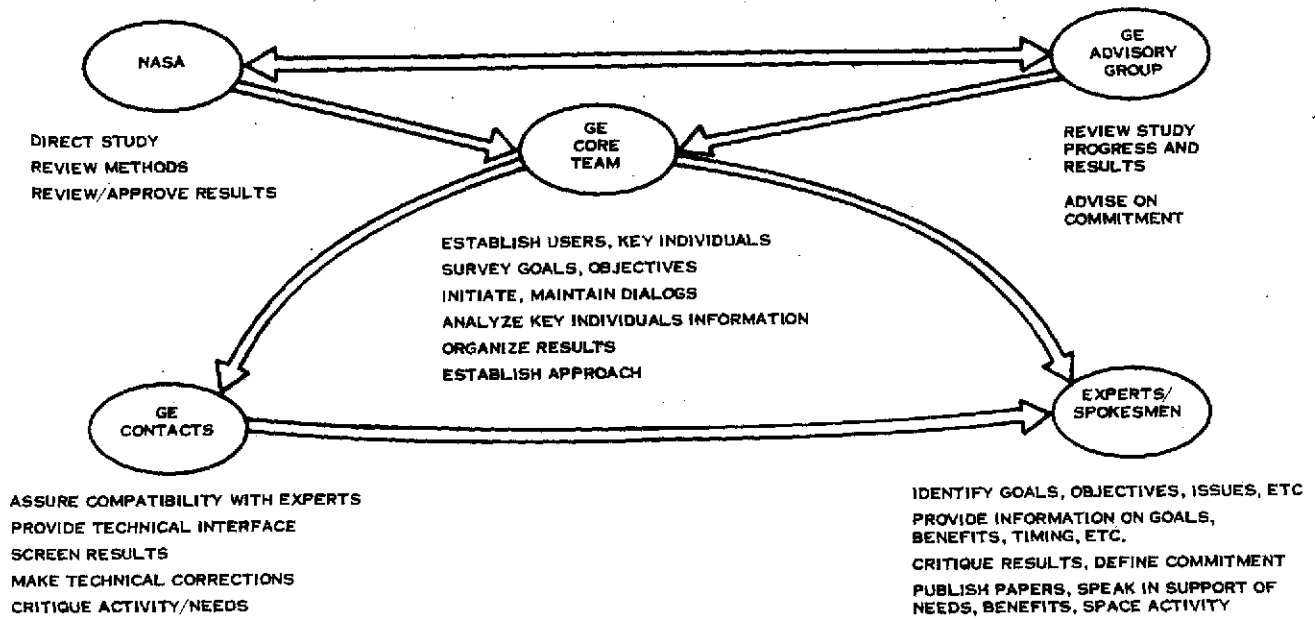 NASA
GE
ADVISORY
GROUP
GE
CORE
TEAM
DIRECT STUDY
REVIEW METHODS
REVIEW/APPROVE RESULTS
REVIEW STUDY
PROGRESS AND
RESULTS
ADVISE ON
COMMITMENT
ESTABLISH USERS, KEY INDIVIDUALS
SURVEY GOALS, OBJECTIVES
INITIATE, MAINTAIN DIALOGS
ANALYZE KEY INDIVIDUALS INFORMATION
ORGANIZE RESULTS
ESTABLISH APPROACH
GE
CONTACTS
EXPERTS/
SPOKESMEN
ASSURE COMPATIBILITY WITH EXPERTS
PROVIDE TECHNICAL INTERFACE
SCREEN RESULTS
MAKE TECHNICAL CORRECTIONS
CRITIQUE ACTIVITY/NEEDS
IDENTIFY GOALS, OBJECTIVES, ISSUES, ETC
PROVIDE INFORMATION ON GOALS,
BENEFITS, TIMING, ETC.
CRITIQUE RESULTS, DEFINE COMMITMENT
PUBLISH PAPERS, SPEAK IN SUPPORT OF
NEEDS, BENEFITS, SPACE ACTIVITY